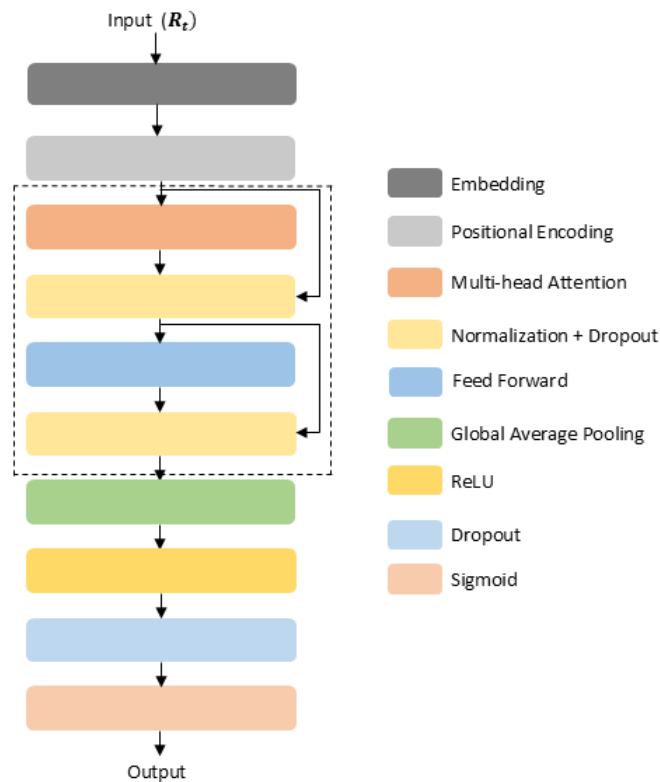 Input (R_t)
Embedding
Positional Encoding
Multi-head Attention
Normalization + Dropout
Feed Forward
Global Average Pooling
ReLU
Dropout
Sigmoid
Output